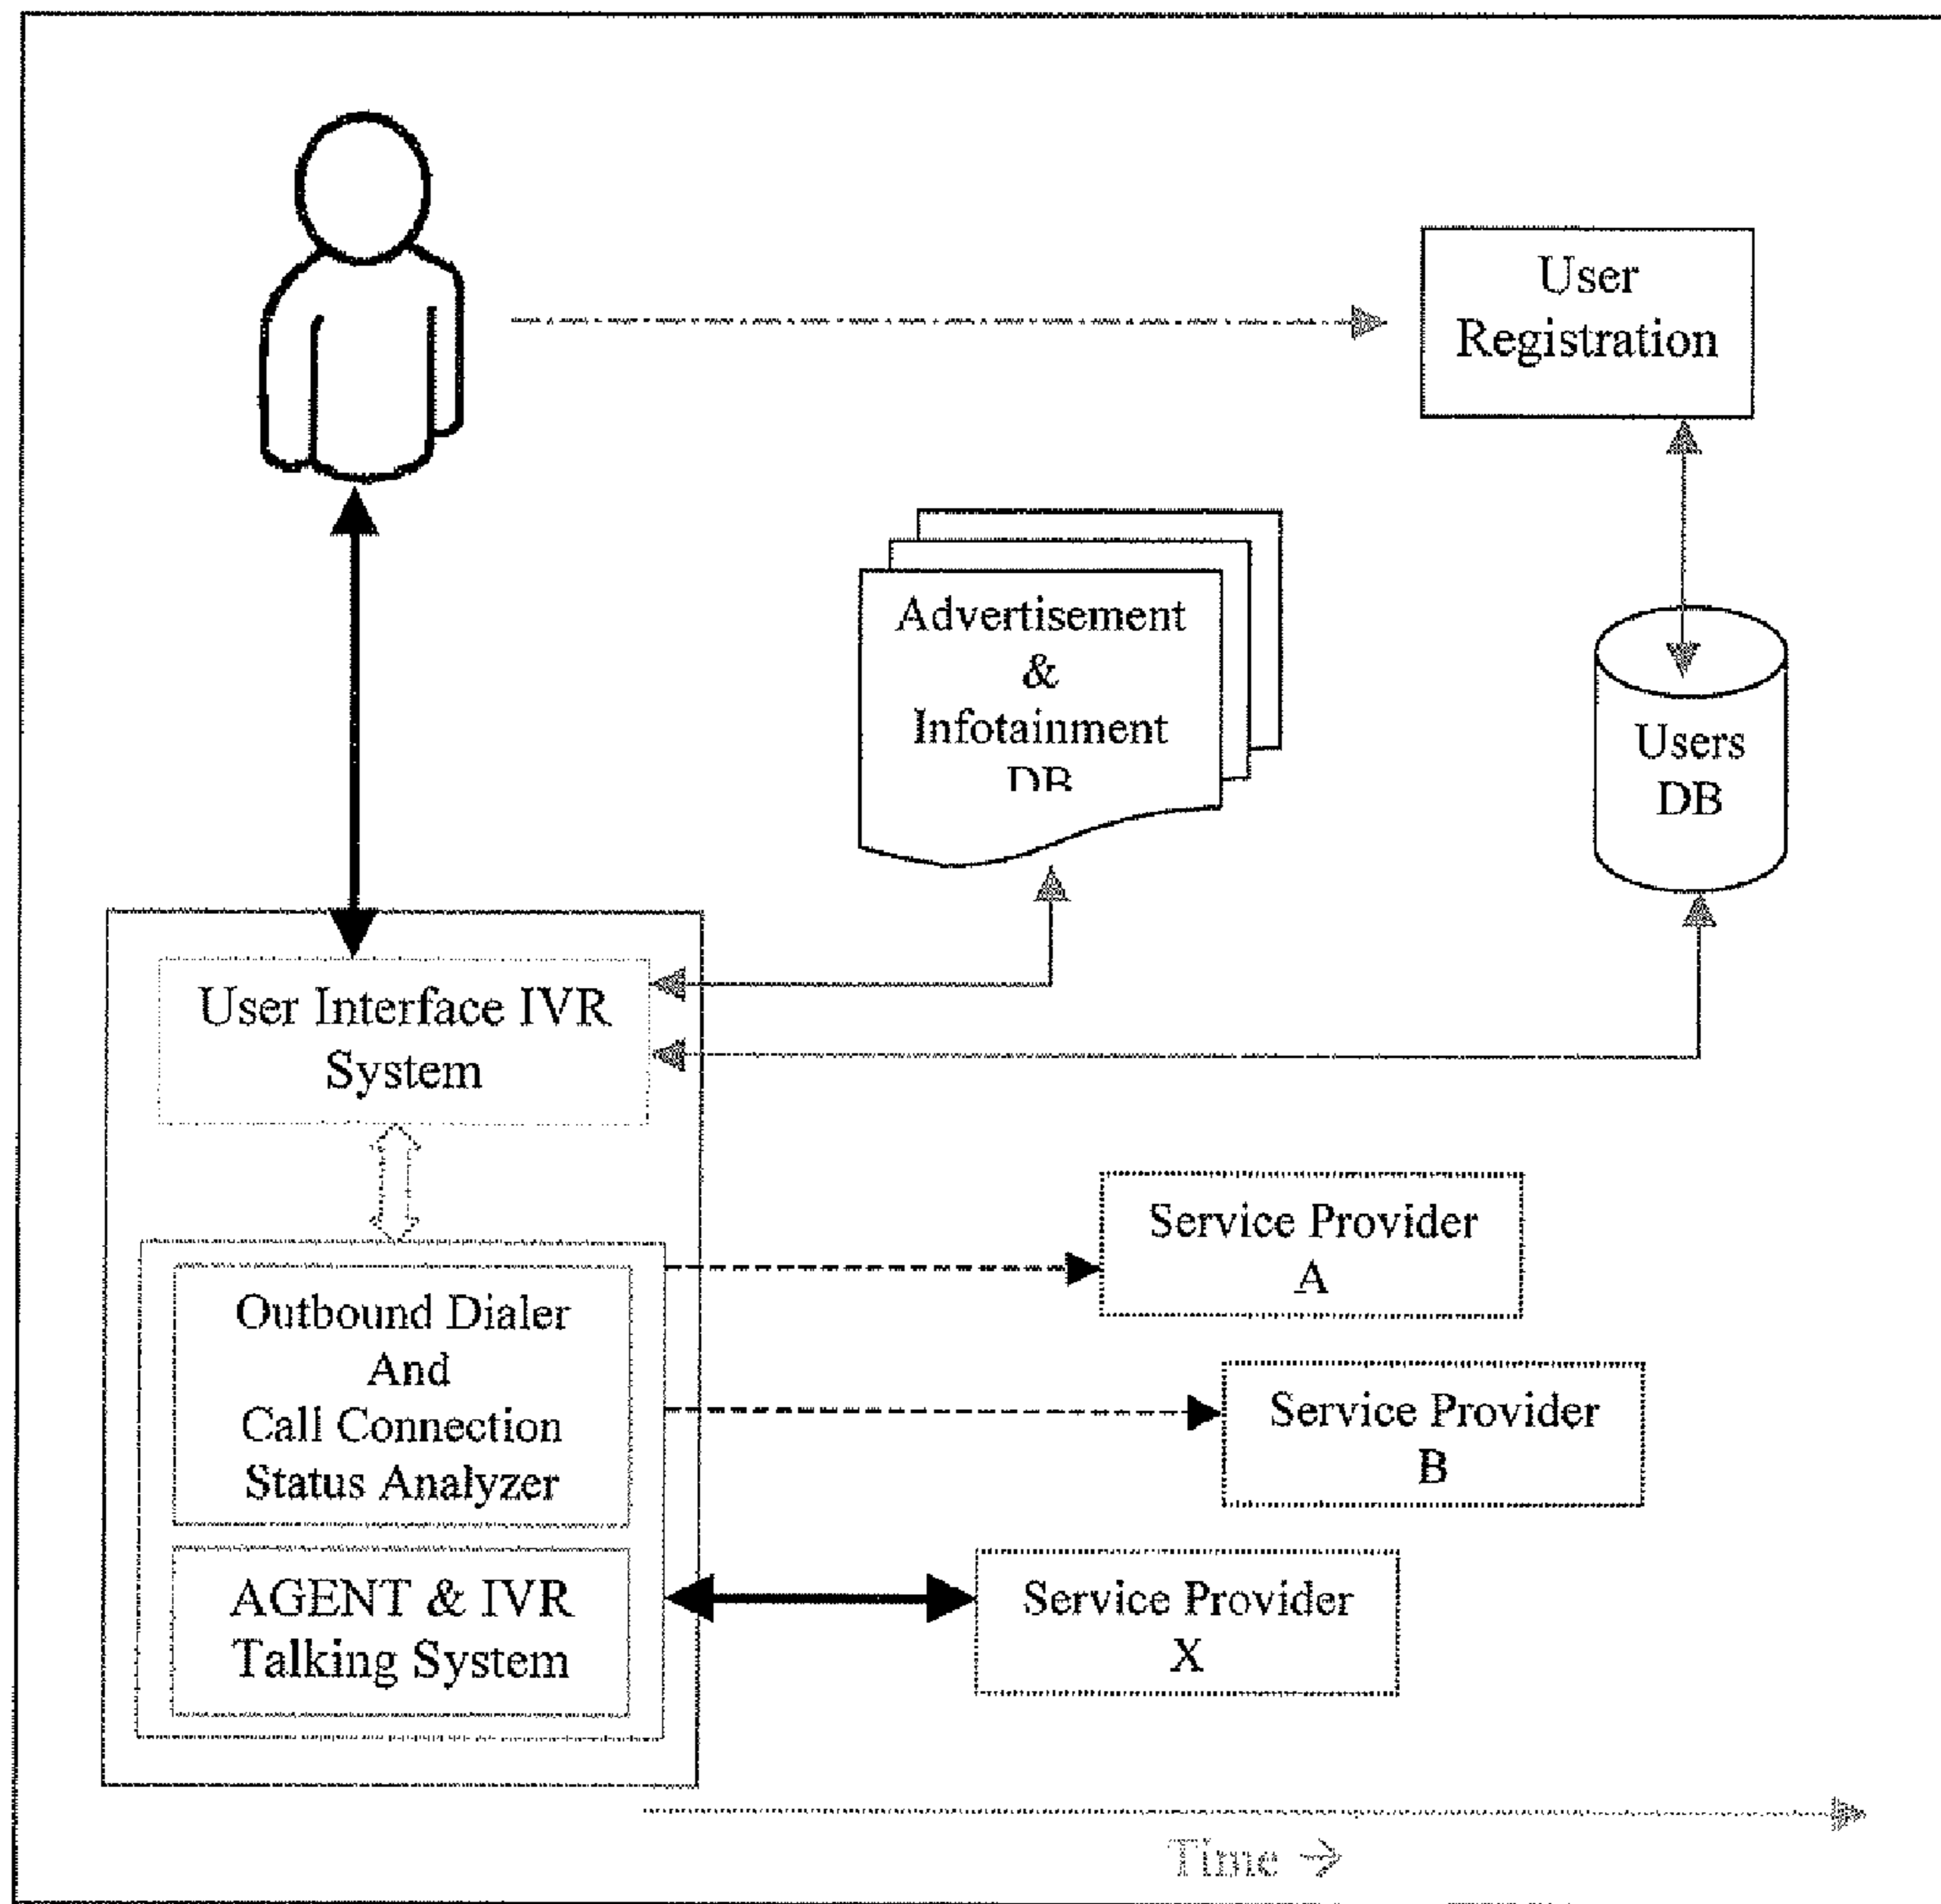 User
Registration
Advertisement
&
Infotainment
DB
Users
DB
User Interface IVR
System
Service Provider
A
Outbound Dialer
And
Call Connection
Status Analyzer
Service Provider
B
AGENT & IVR
Talking System
Service Provider
X
Time →